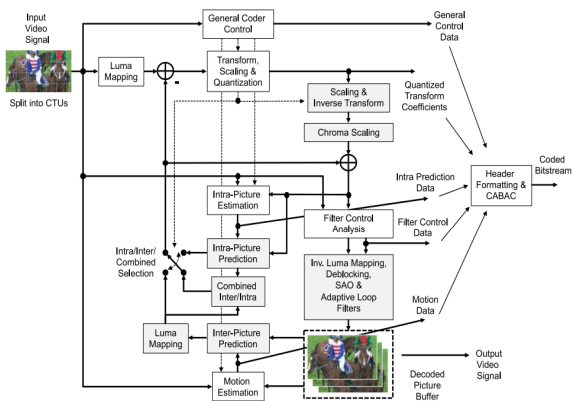 Input
Video
Signal
Split into CTUs
General Coder
Control
General
Control
Data
Luma
Mapping
-
Transform,
Scaling &
Quantization
Scaling &
Inverse Transform
Quantized
Transform
Coefficients
Chroma Scaling
Coded
Bitstream
Header
Formatting &
CABAC
Intra Prediction
Data
Intra-Picture
Estimation
Filter Control
Analysis
Filter Control
Data
Intra/Inter/
Combined
Selection
Intra-Picture
Prediction
Combined
Inter/Intra
Inv. Luma Mapping,
Deblocking,
SAO &
Adaptive Loop
Filters
Motion
Data
Luma
Mapping
Inter-Picture
Prediction
Motion
Estimation
Decoded
Picture
Buffer
Output
Video
Signal